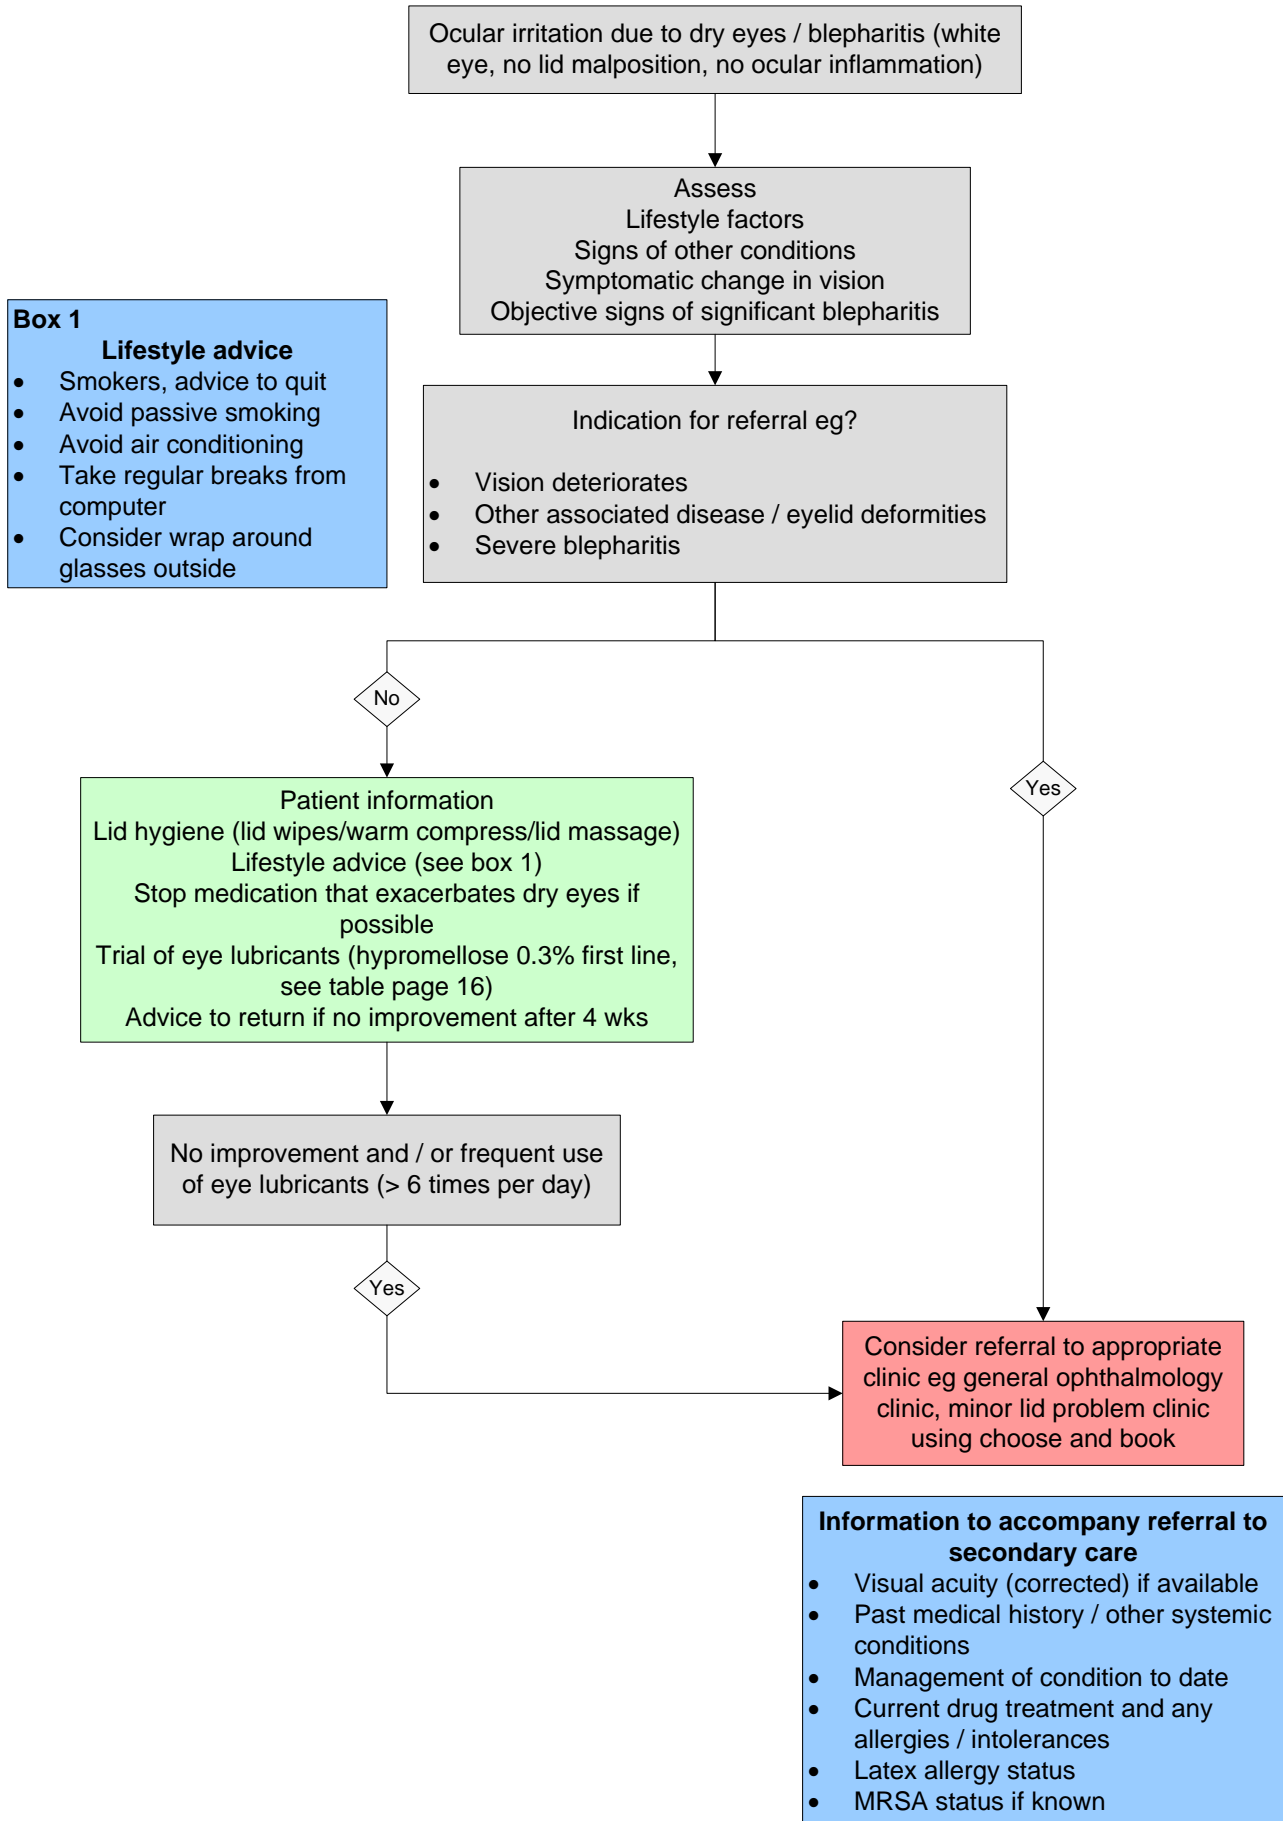 Ocular irritation due to dry eyes / blepharitis (white
eye, no lid malposition, no ocular inflammation)
Assess
Lifestyle factors
Signs of other conditions
Symptomatic change in vision
Objective signs of significant blepharitis
Box 1
Lifestyle advice
• Smokers, advice to quit
• Avoid passive smoking
• Avoid air conditioning
• Take regular breaks from
computer
• Consider wrap around
glasses outside
Indication for referral eg?
• Vision deteriorates
• Other associated disease / eyelid deformities
• Severe blepharitis
No
Yes
Patient information
Lid hygiene (lid wipes/warm compress/lid massage)
Lifestyle advice (see box 1)
Stop medication that exacerbates dry eyes if
possible
Trial of eye lubricants (hypromellose 0.3% first line,
see table page 16)
Advice to return if no improvement after 4 wks
No improvement and / or frequent use
of eye lubricants (> 6 times per day)
Yes
Consider referral to appropriate
clinic eg general ophthalmology
clinic, minor lid problem clinic
using choose and book
Information to accompany referral to
secondary care
• Visual acuity (corrected) if available
• Past medical history / other systemic
conditions
• Management of condition to date
• Current drug treatment and any
allergies / intolerances
• Latex allergy status
• MRSA status if known